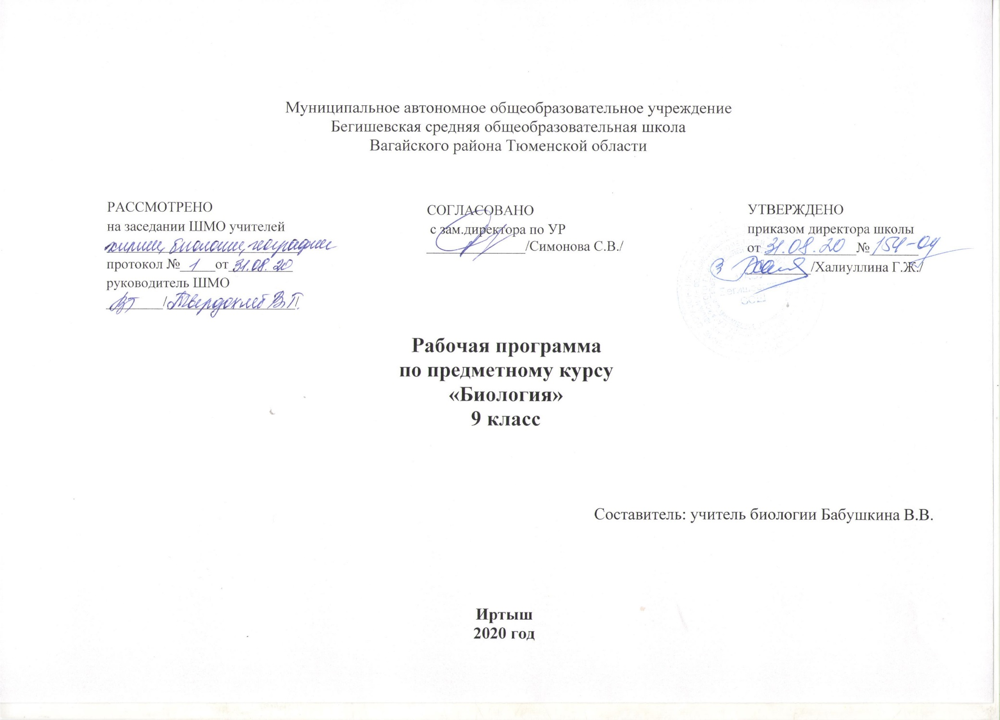 Муниципальное автономное общеобразовательное учреждение
Бегишевская средняя общеобразовательная школа
Вагайского района Тюменской области
РАССМОТРЕНО
на заседании ШМО учителей
химии, биологии, географии
протокол № 1 от 31.08.20
руководитель ШМО
ВТ / Твердохлеб В.Г./
СОГЛАСОВАНО
с зам.директора по УР
/Симонова С.В./
УТВЕРЖДЕНО
приказом директора школы
от 31.08.20 № 154-ОД
/Халиуллина Г.Ж./
Бегишевская
СОШ
Рабочая программа
по предметному курсу
«Биология»
9 класс
Составитель: учитель биологии Бабушкина В.В.
Иртыш
2020 год